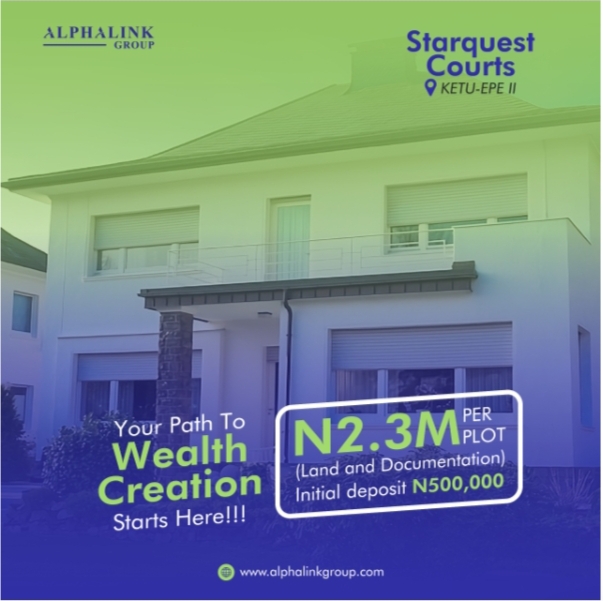 ALPHALINK
GROUP
Starquest
Courts
KETU-EPE II
Your Path To
Wealth
Creation
Starts Here!!!
N2.3M PER
PLOT
(Land and Documentation)
Initial deposit N500,000
www.alphalinkgroup.com